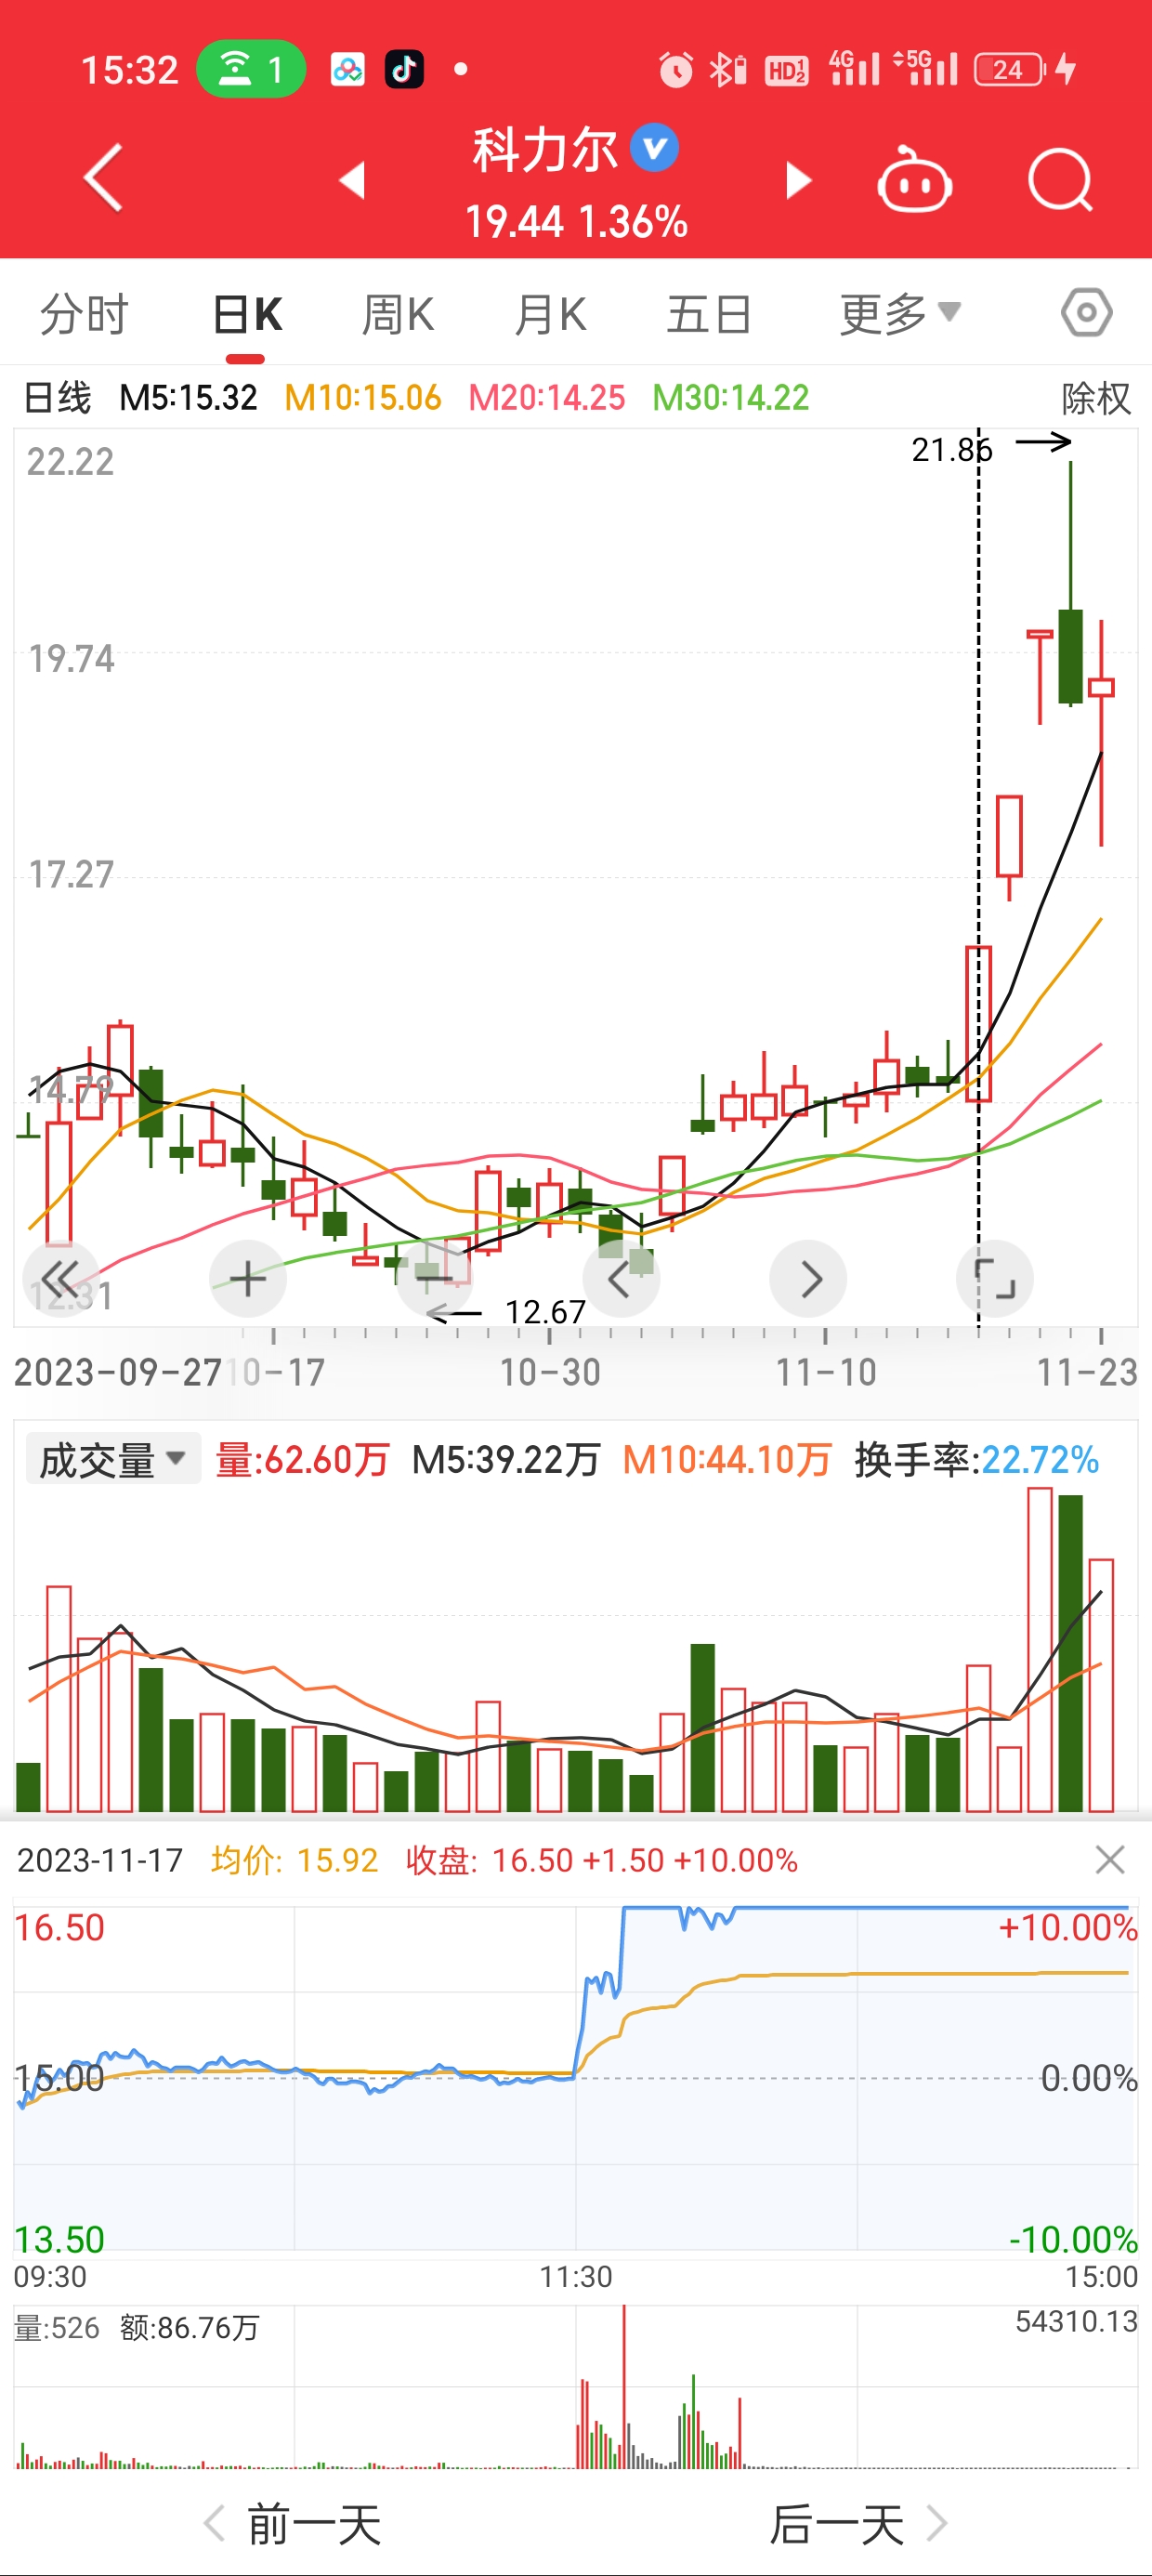 15:32 1 HD 1 2 4G 5G 24
科力尔
19.44 1.36%
分时 日K 周K 月K 五日 更多
日线 M5:15.32 M10:15.06 M20:14.25 M30:14.22 除权
22.22
21.86
19.74
17.27
14.79
12.31
12.67
2023-09-27 10-17 10-30 11-10 11-23
成交量 量:62.60万 M5:39.22万 M10:44.10万 换手率:22.72%
2023-11-17 均价: 15.92 收盘: 16.50 +1.50 +10.00%
16.50 +10.00%
15.00 0.00%
13.50 -10.00%
09:30 11:30 15:00
量:526 额:86.76万 54310.13
前一天 后一天